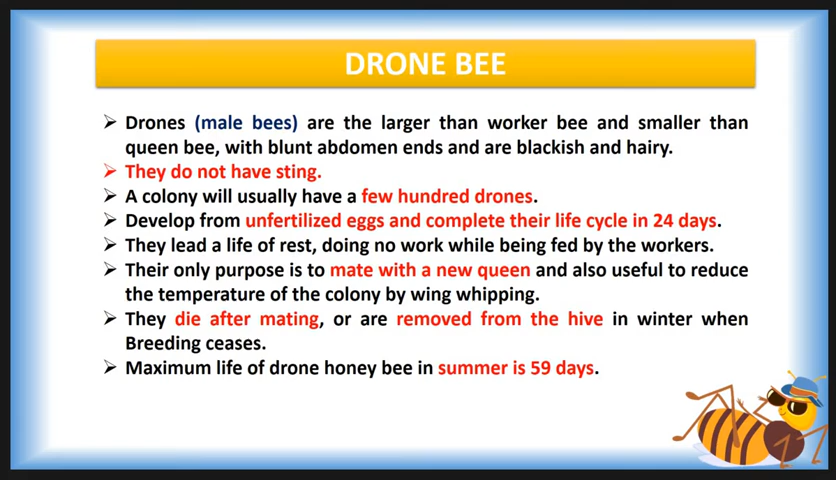 DRONE BEE
➢ Drones (male bees) are the larger than worker bee and smaller than
queen bee, with blunt abdomen ends and are blackish and hairy.
➢ They do not have sting.
➢ A colony will usually have a few hundred drones.
➢ Develop from unfertilized eggs and complete their life cycle in 24 days.
➢ They lead a life of rest, doing no work while being fed by the workers.
➢ Their only purpose is to mate with a new queen and also useful to reduce
the temperature of the colony by wing whipping.
➢ They die after mating, or are removed from the hive in winter when
Breeding ceases.
➢ Maximum life of drone honey bee in summer is 59 days.